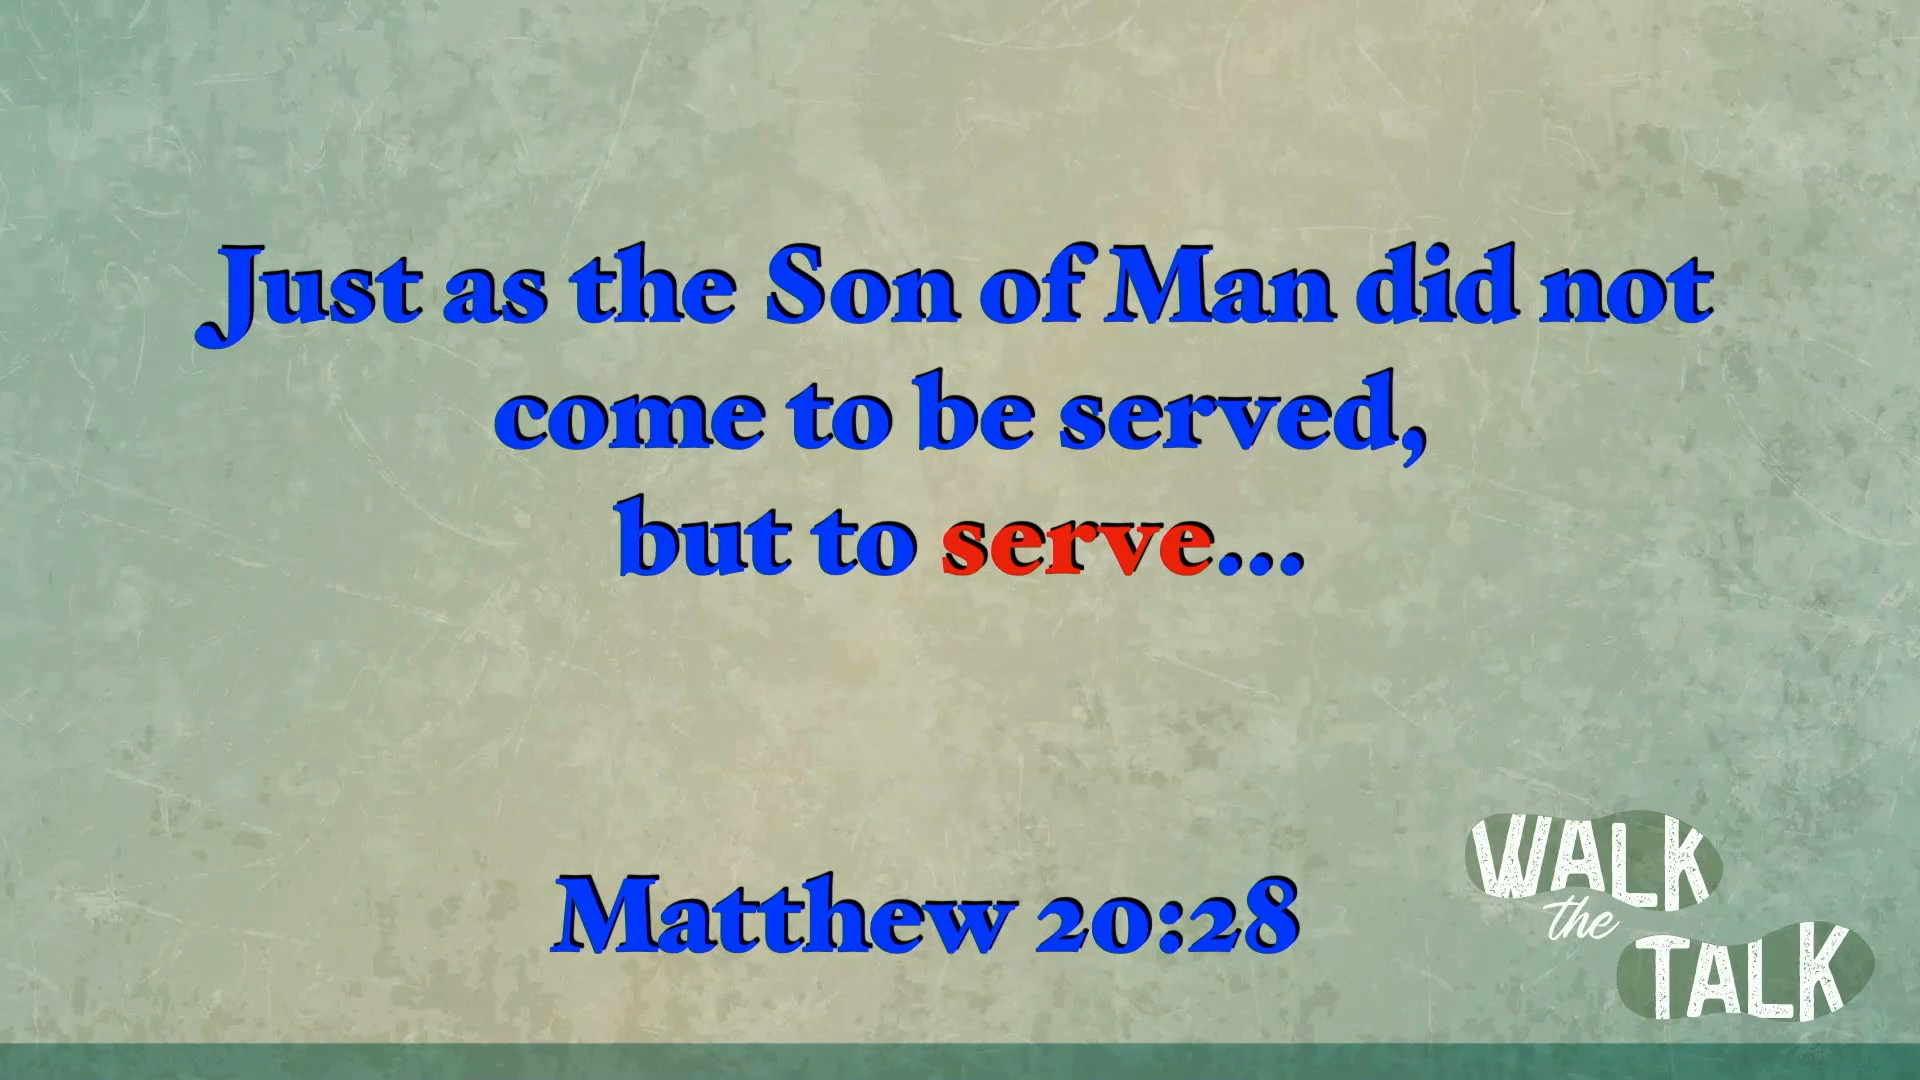 Just as the Son of Man did not
come to be served,
but to serve...
Matthew 20:28
WALK
the
TALK